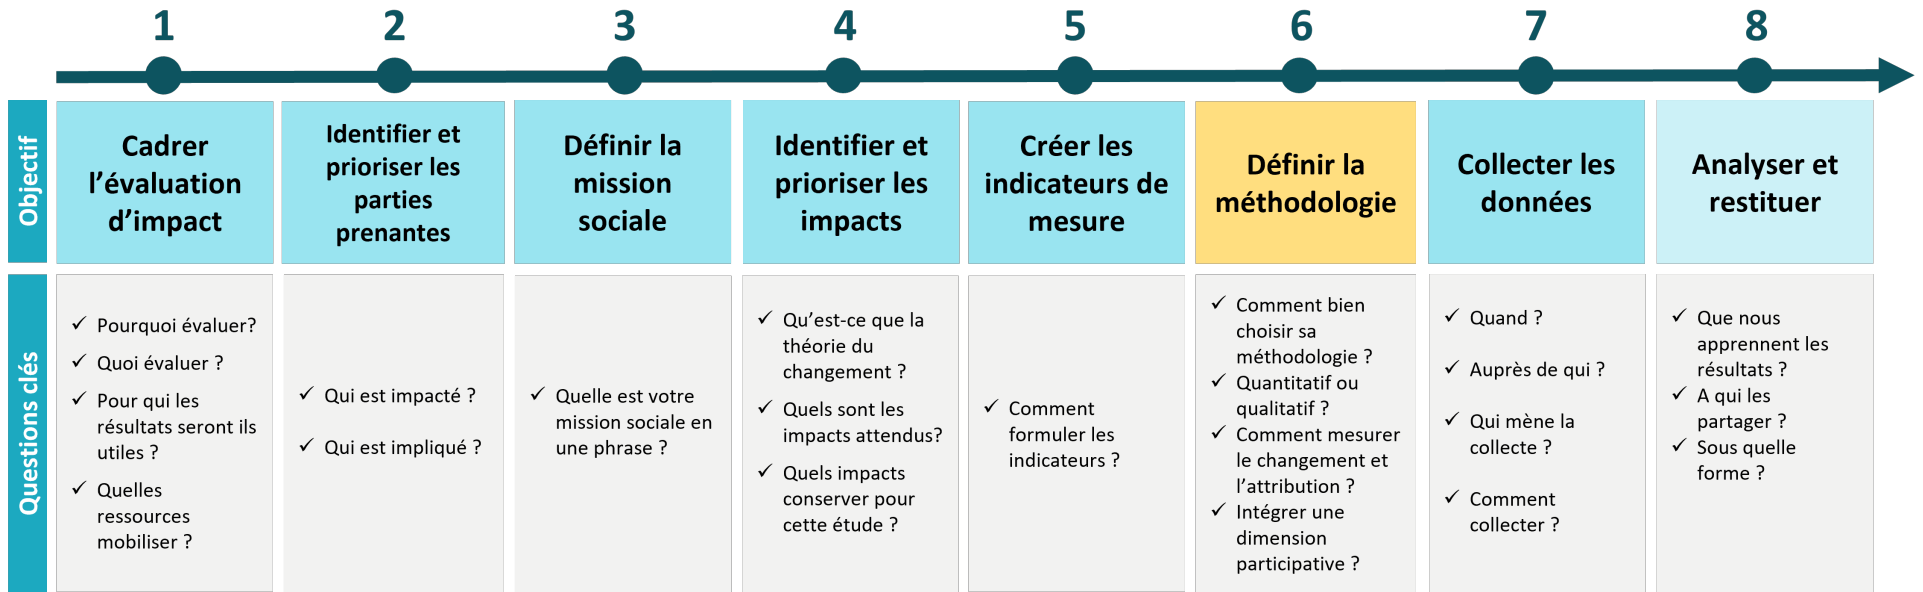 1
2
3
4
5
6
7
8
Objectif
Cadrer
l’évaluation
d’impact
Identifier et
prioriser les
parties
prenantes
Définir la
mission
sociale
Identifier et
prioriser les
impacts
Créer les
indicateurs de
mesure
Définir la
méthodologie
Collecter les
données
Analyser et
restituer
Questions clés
✓ Pourquoi évaluer?
✓ Quoi évaluer ?
✓ Pour qui les
résultats seront ils
utiles ?
✓ Quelles
ressources
mobiliser ?
✓ Qui est impacté ?
✓ Qui est impliqué ?
✓ Quelle est votre
mission sociale en
une phrase ?
✓ Qu’est-ce que la
théorie du
changement ?
✓ Quels sont les
impacts attendus?
✓ Quels impacts
conserver pour
cette étude ?
✓ Comment
formuler les
indicateurs ?
✓ Comment bien
choisir sa
méthodologie ?
✓ Quantitatif ou
qualitatif ?
✓ Comment mesurer
le changement et
l’attribution ?
✓ Intégrer une
dimension
participative ?
✓ Quand ?
✓ Auprès de qui ?
✓ Qui mène la
collecte ?
✓ Comment
collecter ?
✓ Que nous
apprennent les
résultats ?
✓ A qui les
partager ?
✓ Sous quelle
forme ?